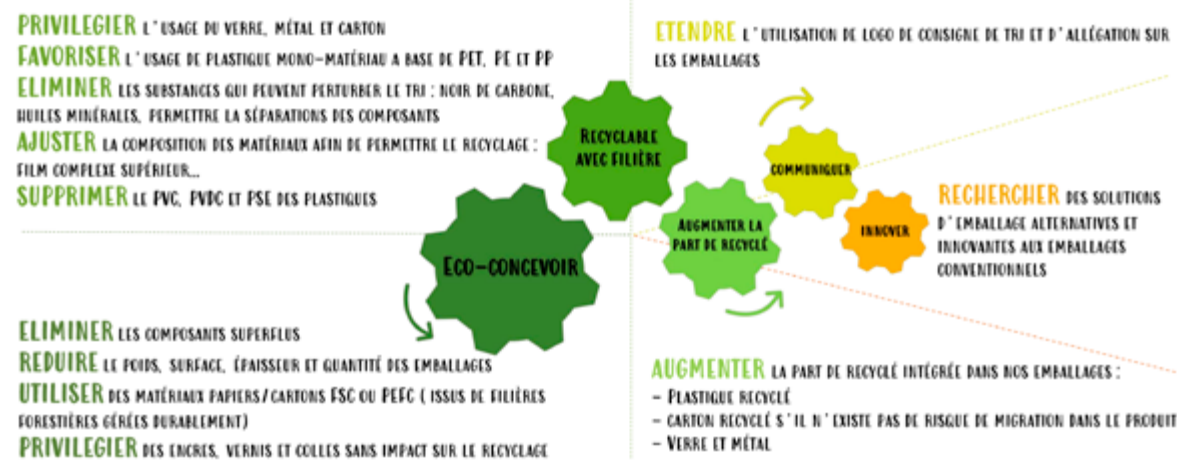 PRIVILEGIER L'USAGE DU VERRE, MÉTAL ET CARTON
FAVORISER L'USAGE DE PLASTIQUE MONO-MATÉRIAU A BASE DE PET, PE ET PP
ELIMINER LES SUBSTANCES QUI PEUVENT PERTURBER LE TRI : NOIR DE CARBONE,
HUILES MINÉRALES, PERMETTRE LA SÉPARATIONS DES COMPOSANTS
AJUSTER LA COMPOSITION DES MATÉRIAUX AFIN DE PERMETTRE LE RECYCLAGE :
FILM COMPLEXE SUPÉRIEUR...
SUPPRIMER LE PVC, PVDC ET PSE DES PLASTIQUES
ETENDRE L'UTILISATION DE LOGO DE CONSIGNE DE TRI ET D'ALLÉGATION SUR
LES EMBALLAGES
RECYCLABLE
AVEC FILIÈRE
COMMUNIQUER
AUGMENTER LA
PART DE RECYCLÉ
INNOVER
RECHERCHER DES SOLUTIONS
D'EMBALLAGE ALTERNATIVES ET
INNOVANTES AUX EMBALLAGES
CONVENTIONNELS
ECO-CONCEVOIR
ELIMINER LES COMPOSANTS SUPERFLUS
REDUIRE LE POIDS, SURFACE, ÉPAISSEUR ET QUANTITÉ DES EMBALLAGES
UTILISER DES MATÉRIAUX PAPIERS/CARTONS FSC OU PEFC ( ISSUS DE FILIÈRES
FORESTIÈRES GÉRÉES DURABLEMENT)
PRIVILEGIER DES ENCRES, VERNIS ET COLLES SANS IMPACT SUR LE RECYCLAGE
AUGMENTER LA PART DE RECYCLÉ INTÉGRÉE DANS NOS EMBALLAGES :
- PLASTIQUE RECYCLÉ
- CARTON RECYCLÉ S'IL N'EXISTE PAS DE RISQUE DE MIGRATION DANS LE PRODUIT
- VERRE ET MÉTAL